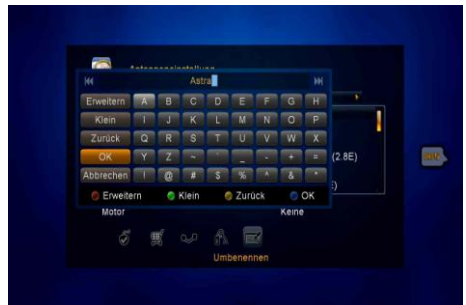 Antenneneinstellung
Astra
Erweitern A B C D E F G H
Klein I J K L M N O P
Zurück Q R S T U V W X
OK Y Z ~ ` _ - + =
(2.8E)
Abbrechen ! @ # $ % ^ & *
Erweitern Klein Zurück OK
Motor Keine
Umbenennen